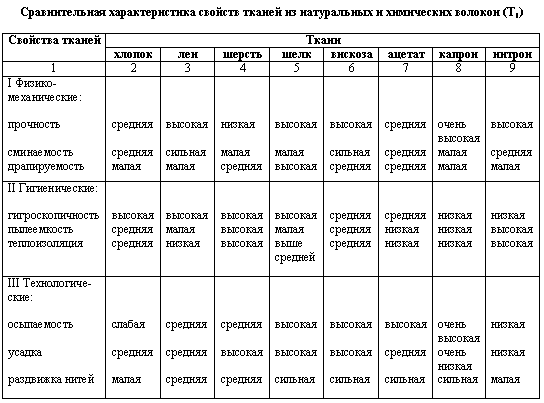 Сравнительная характеристика свойств тканей из натуральных и химических волокон (Т₁)
Свойства тканей Ткани
хлопок лен шерсть шелк вискоза ацетат капрон нитрон
1 2 3 4 5 6 7 8 9
I Физико-
механические:
прочность средняя высокая низкая высокая высокая средняя очень высокая
высокая
сминаемость средняя сильная малая малая сильная средняя малая средняя
драпируемость малая малая средняя высокая средняя средняя малая малая
II Гигиенические:
гигроскопичность высокая высокая высокая высокая средняя средняя низкая низкая
пылеемкость средняя малая высокая малая средняя низкая низкая высокая
теплоизоляция средняя низкая высокая выше средняя низкая низкая высокая
средней
III Технологиче-
ские:
осыпаемость слабая средняя средняя высокая высокая высокая очень низкая
высокая
усадка средняя средняя высокая высокая высокая средняя очень низкая
низкая
раздвижка нитей малая средняя средняя сильная сильная сильная сильная малая